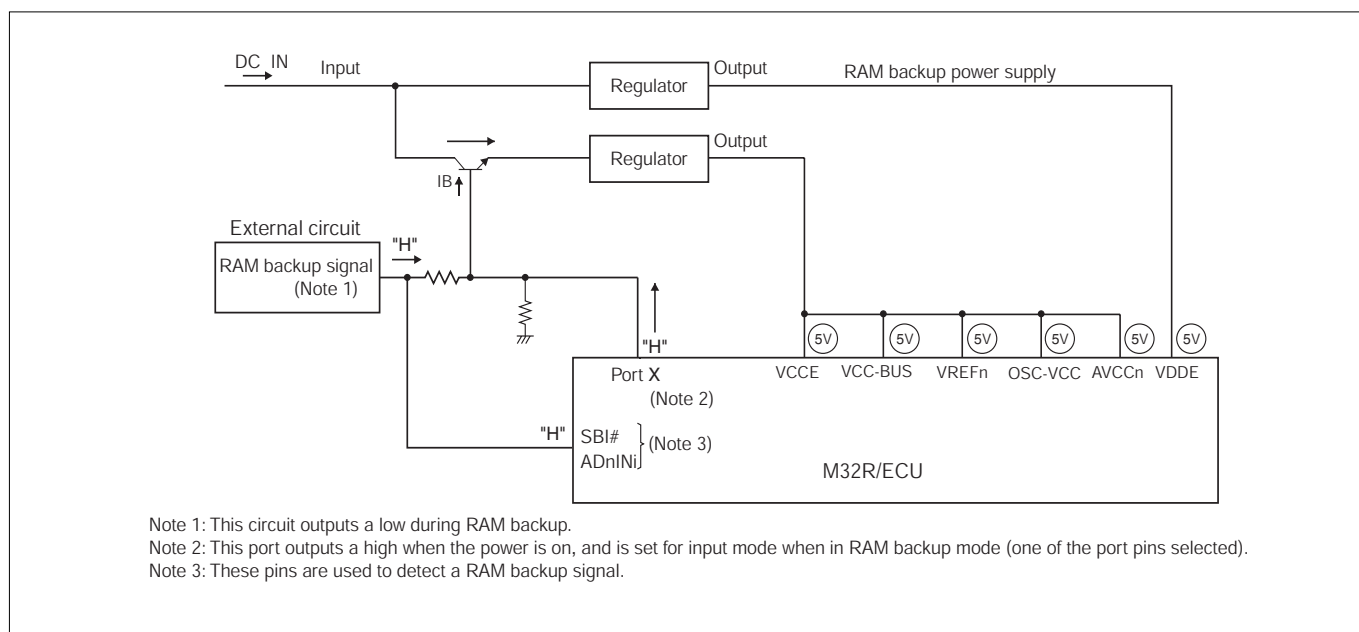 DC IN
Input
Regulator
Output
RAM backup power supply
Regulator
Output
IB
External circuit
RAM backup signal
(Note 1)
"H"
"H"
5V
5V
5V
5V
5V
5V
Port X
(Note 2)
VCCE
VCC-BUS
VREFn
OSC-VCC
AVCCn
VDDE
"H"
SBI#
ADnINi
(Note 3)
M32R/ECU
Note 1: This circuit outputs a low during RAM backup.
Note 2: This port outputs a high when the power is on, and is set for input mode when in RAM backup mode (one of the port pins selected).
Note 3: These pins are used to detect a RAM backup signal.